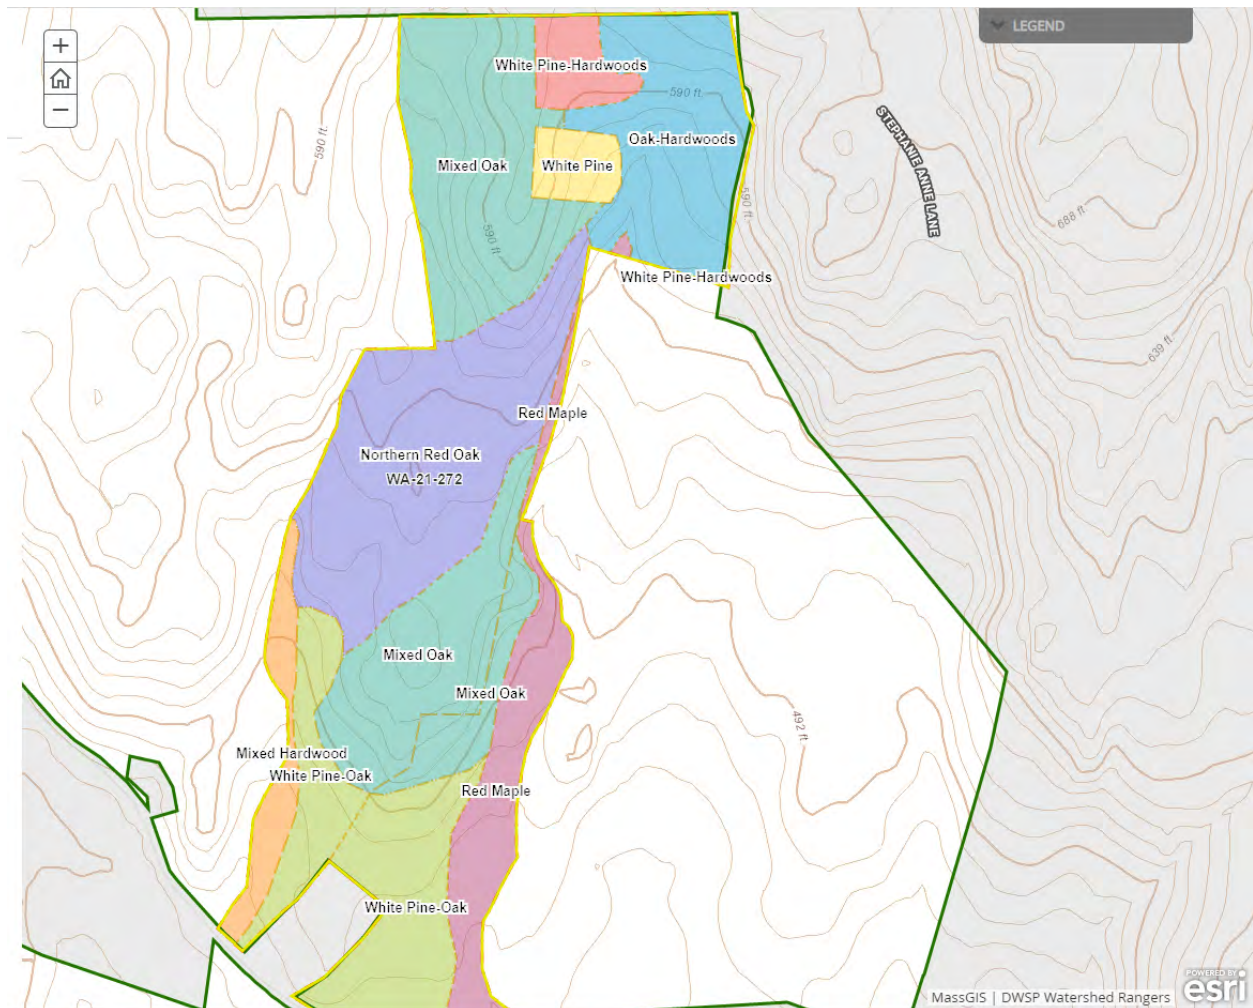 +
−
LEGEND
White Pine-Hardwoods
590 ft.
590 ft.
Oak-Hardwoods
STEPHANIE ANNE LANE
Mixed Oak
White Pine
590 ft.
688 ft.
590 ft.
White Pine-Hardwoods
639 ft.
Red Maple
Northern Red Oak
WA-21-272
Mixed Oak
Mixed Oak
492 ft.
Mixed Hardwood
White Pine-Oak
Red Maple
White Pine-Oak
POWERED BY
esri
MassGIS | DWSP Watershed Rangers